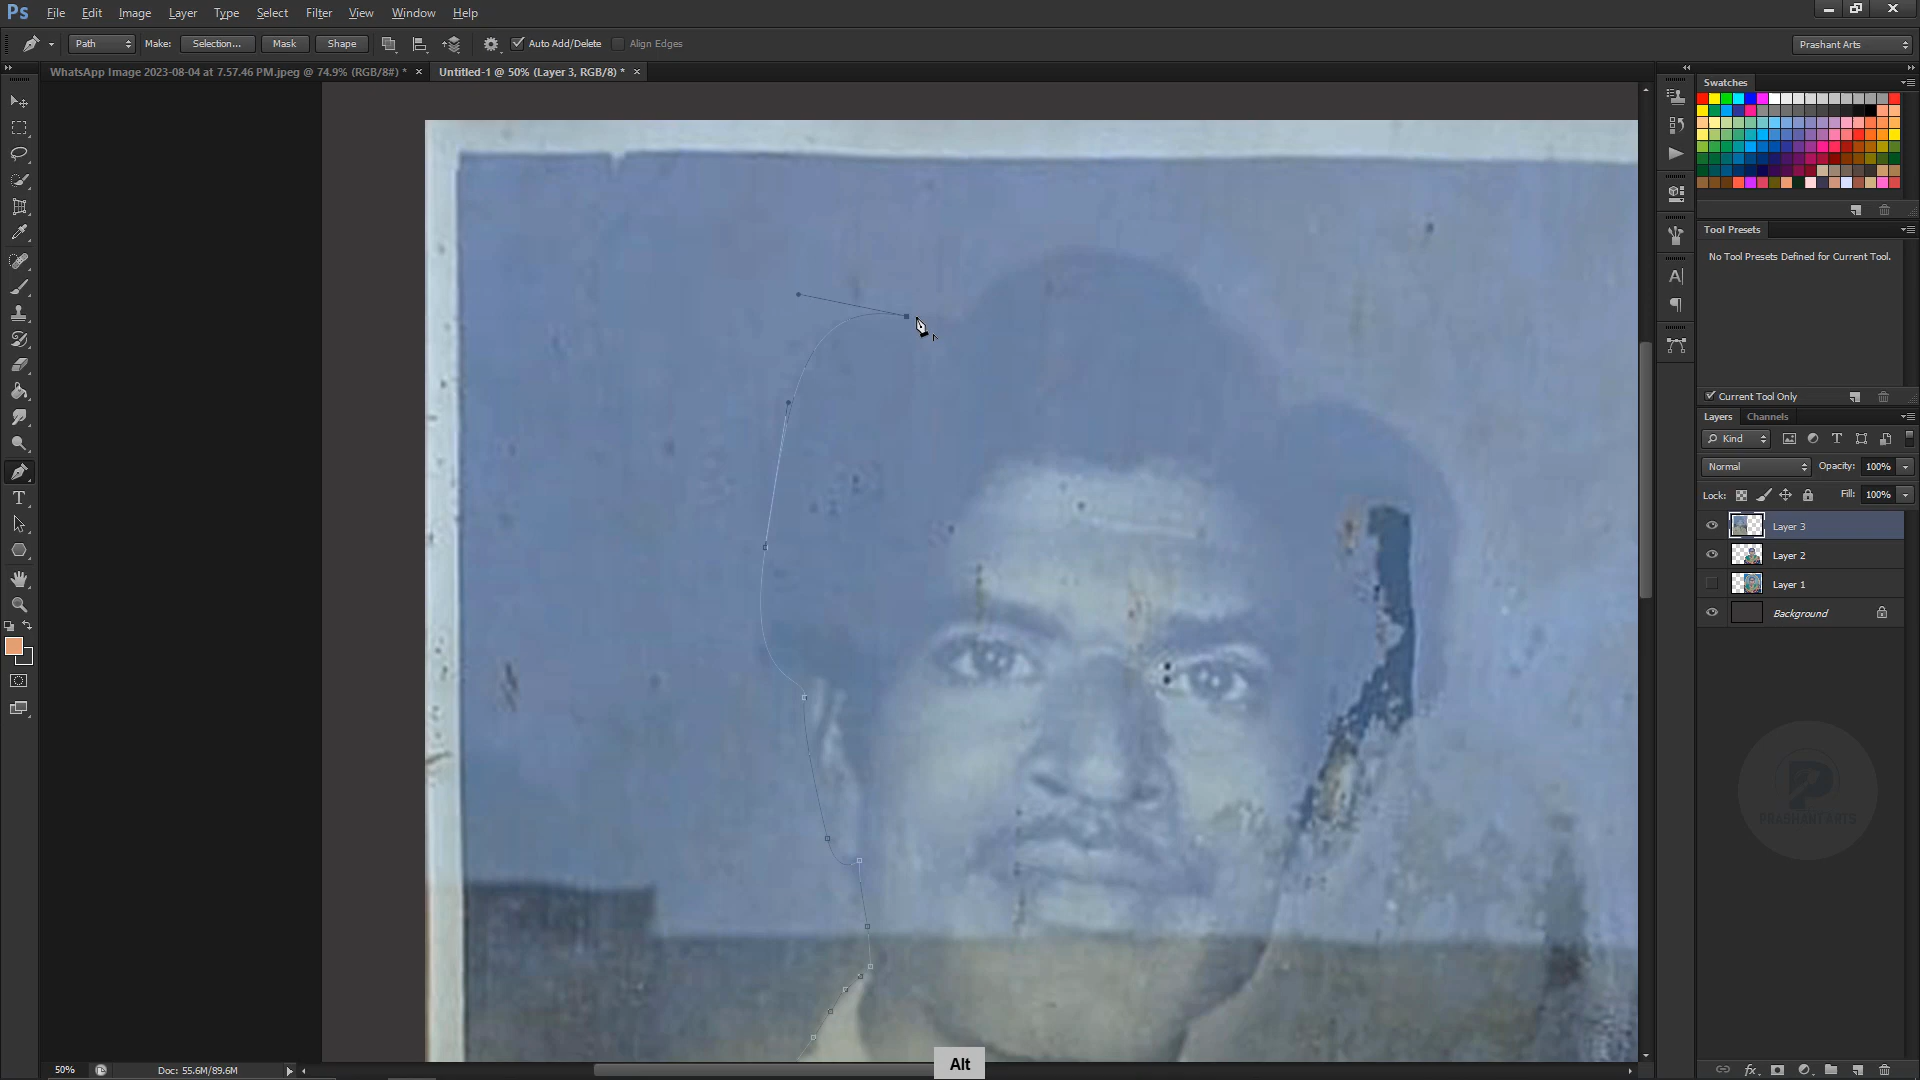 Ps File Edit Image Layer Type Select Filter View Window Help
Path Make: Selection... Mask Shape Auto Add/Delete Align Edges Prashant Arts
WhatsApp Image 2023-08-04 at 7.57.46 PM.jpeg @ 74.9% (RGB/8#) * × Untitled-1 @ 50% (Layer 3, RGB/8) * ×
Swatches
Tool Presets
No Tool Presets Defined for Current Tool.
Current Tool Only
Layers Channels
Kind
Normal Opacity: 100%
Lock: Fill: 100%
Layer 3
Layer 2
Layer 1
Background
PRASHANT ARTS
Alt
50% Doc: 55.6M/89.6M